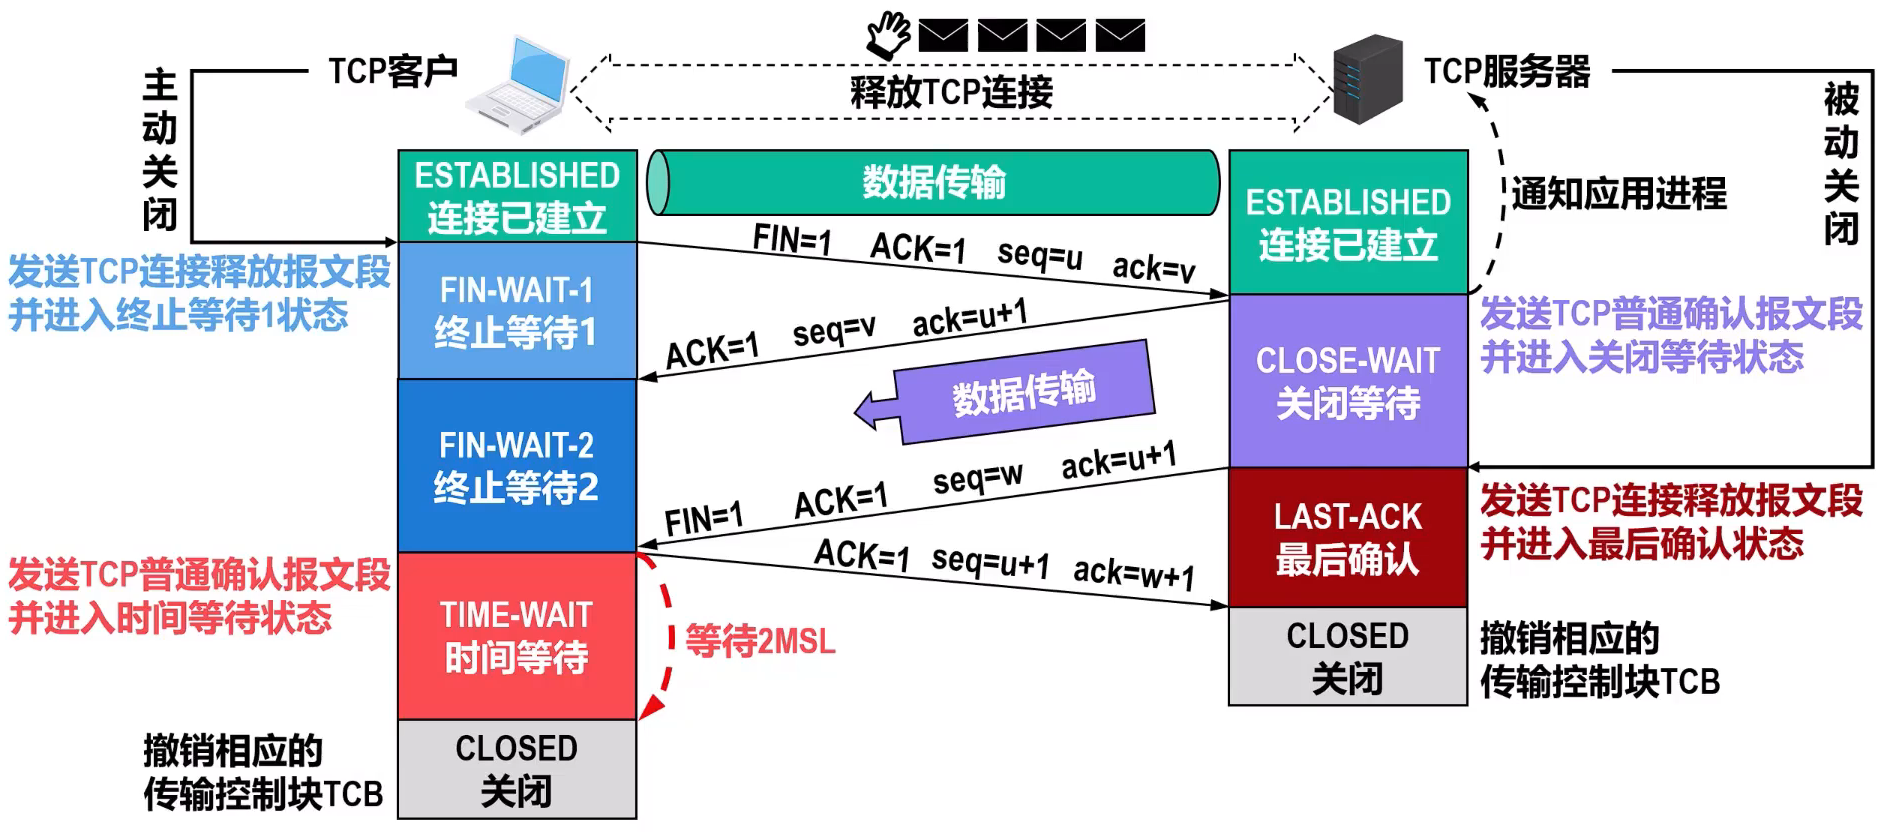 TCP客户
释放TCP连接
TCP服务器
主动关闭
被动关闭
ESTABLISHED
连接已建立
数据传输
ESTABLISHED
连接已建立
通知应用进程
FIN=1 ACK=1 seq=u ack=v
发送TCP连接释放报文段
并进入终止等待1状态
FIN-WAIT-1
终止等待1
ACK=1 seq=v ack=u+1
CLOSE-WAIT
关闭等待
发送TCP普通确认报文段
并进入关闭等待状态
数据传输
FIN-WAIT-2
终止等待2
FIN=1 ACK=1 seq=w ack=u+1
LAST-ACK
最后确认
发送TCP连接释放报文段
并进入最后确认状态
ACK=1 seq=u+1 ack=w+1
发送TCP普通确认报文段
并进入时间等待状态
TIME-WAIT
时间等待
等待2MSL
CLOSED
关闭
撤销相应的
传输控制块TCB
撤销相应的
传输控制块TCB
CLOSED
关闭